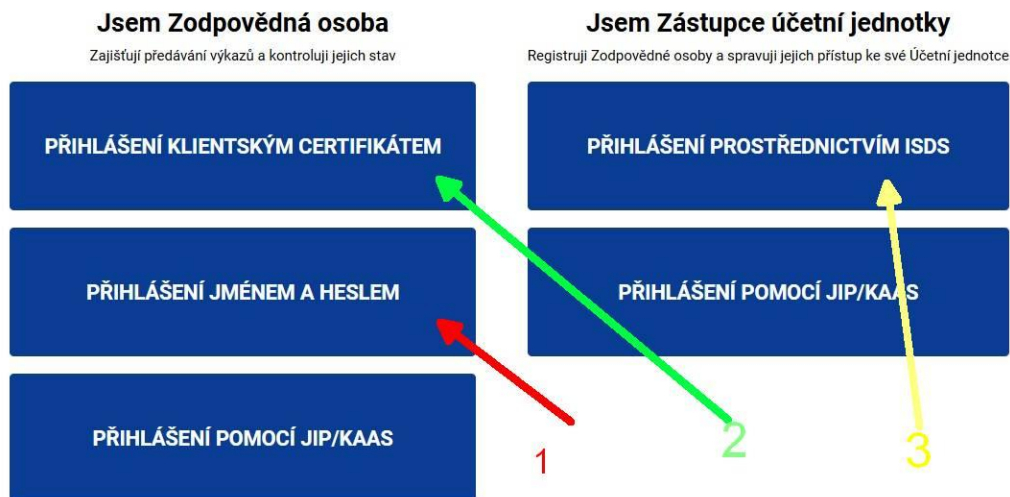 Jsem Zodpovědná osoba
Zajišťují předávání výkazů a kontroluji jejich stav
PŘIHLÁŠENÍ KLIENTSKÝM CERTIFIKÁTEM
PŘIHLÁŠENÍ JMÉNEM A HESLEM
PŘIHLÁŠENÍ POMOCÍ JIP/KAAS
Jsem Zástupce účetní jednotky
Registruji Zodpovědné osoby a spravuji jejich přístup ke své Účetní jednotce
PŘIHLÁŠENÍ PROSTŘEDNICTVÍM ISDS
PŘIHLÁŠENÍ POMOCÍ JIP/KAAS
1
2
3